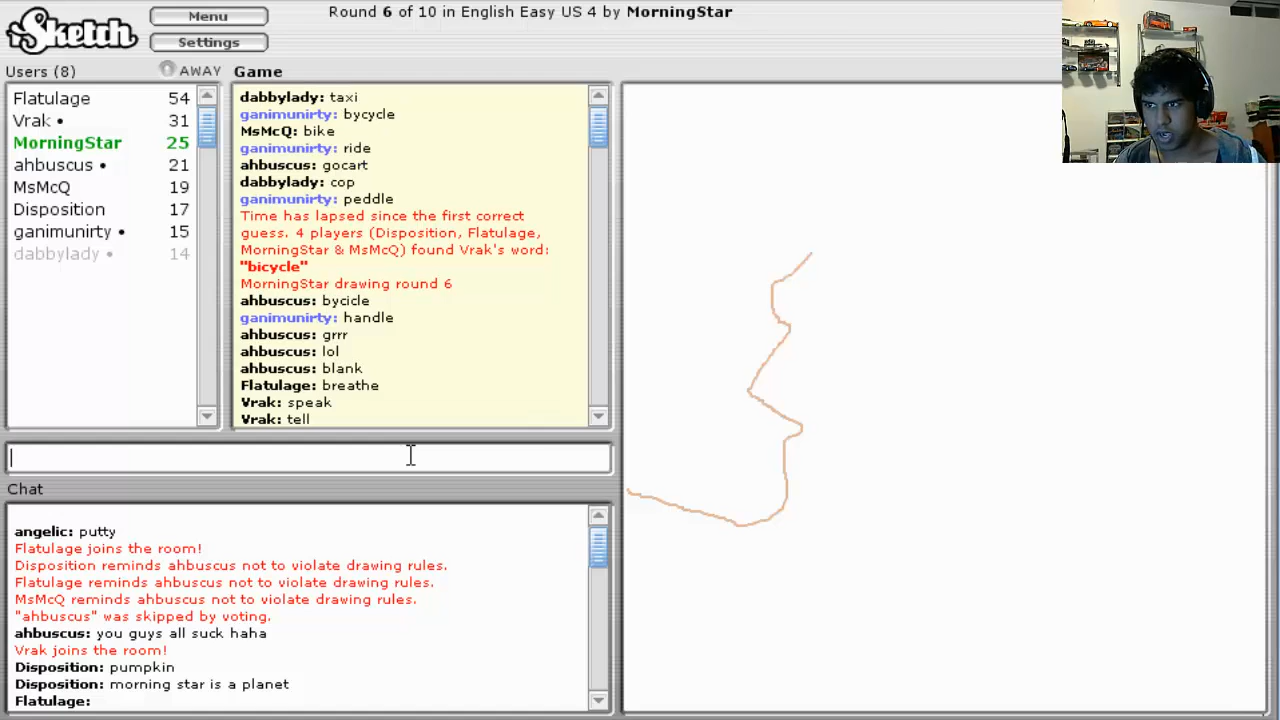 iSketch
Menu
Settings
Round 6 of 10 in English Easy US 4 by MorningStar
Users (8)
AWAY
Flatulage 54
Vrak • 31
MorningStar 25
ahbuscus • 21
MsMcQ 19
Disposition 17
ganimunirty • 15
dabbylady • 14
Game
dabbylady: taxi
ganimunirty: bycycle
MsMcQ: bike
ganimunirty: ride
ahbuscus: gocart
dabbylady: cop
ganimunirty: peddle
Time has lapsed since the first correct
guess. 4 players (Disposition, Flatulage,
MorningStar & MsMcQ) found Vrak's word:
"bicycle"
MorningStar drawing round 6
ahbuscus: bycicle
ganimunirty: handle
ahbuscus: grrr
ahbuscus: lol
ahbuscus: blank
Flatulage: breathe
Vrak: speak
Vrak: tell
Chat
angelic: putty
Flatulage joins the room!
Disposition reminds ahbuscus not to violate drawing rules.
Flatulage reminds ahbuscus not to violate drawing rules.
MsMcQ reminds ahbuscus not to violate drawing rules.
"ahbuscus" was skipped by voting.
ahbuscus: you guys all suck haha
Vrak joins the room!
Disposition: pumpkin
Disposition: morning star is a planet
Flatulage: